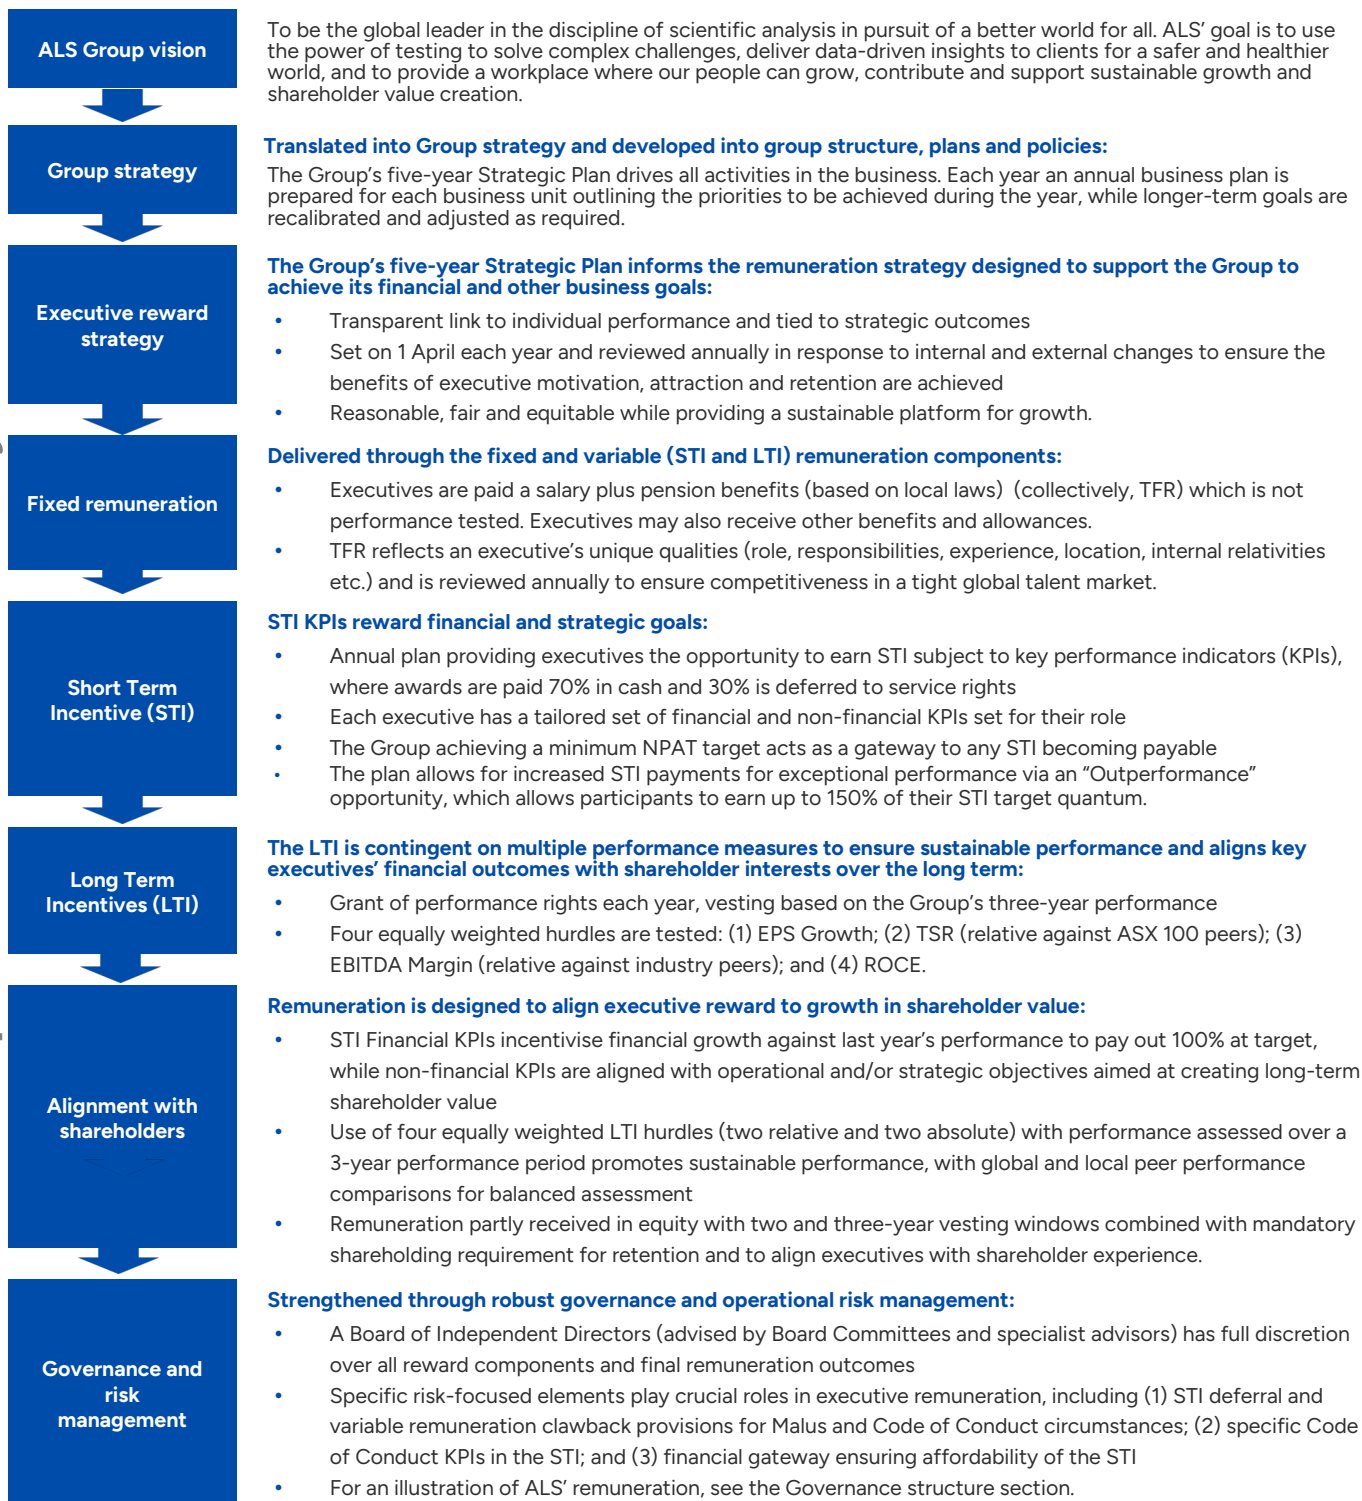 ALS Group vision
To be the global leader in the discipline of scientific analysis in pursuit of a better world for all. ALS’ goal is to use
the power of testing to solve complex challenges, deliver data-driven insights to clients for a safer and healthier
world, and to provide a workplace where our people can grow, contribute and support sustainable growth and
shareholder value creation.
Group strategy
Translated into Group strategy and developed into group structure, plans and policies:
The Group’s five-year Strategic Plan drives all activities in the business. Each year an annual business plan is
prepared for each business unit outlining the priorities to be achieved during the year, while longer-term goals are
recalibrated and adjusted as required.
Executive reward
strategy
The Group’s five-year Strategic Plan informs the remuneration strategy designed to support the Group to
achieve its financial and other business goals:
• Transparent link to individual performance and tied to strategic outcomes
• Set on 1 April each year and reviewed annually in response to internal and external changes to ensure the
benefits of executive motivation, attraction and retention are achieved
• Reasonable, fair and equitable while providing a sustainable platform for growth.
Fixed remuneration
Delivered through the fixed and variable (STI and LTI) remuneration components:
• Executives are paid a salary plus pension benefits (based on local laws) (collectively, TFR) which is not
performance tested. Executives may also receive other benefits and allowances.
• TFR reflects an executive’s unique qualities (role, responsibilities, experience, location, internal relativities
etc.) and is reviewed annually to ensure competitiveness in a tight global talent market.
Short Term
Incentive (STI)
STI KPIs reward financial and strategic goals:
• Annual plan providing executives the opportunity to earn STI subject to key performance indicators (KPIs),
where awards are paid 70% in cash and 30% is deferred to service rights
• Each executive has a tailored set of financial and non-financial KPIs set for their role
• The Group achieving a minimum NPAT target acts as a gateway to any STI becoming payable
• The plan allows for increased STI payments for exceptional performance via an “Outperformance”
opportunity, which allows participants to earn up to 150% of their STI target quantum.
Long Term
Incentives (LTI)
The LTI is contingent on multiple performance measures to ensure sustainable performance and aligns key
executives’ financial outcomes with shareholder interests over the long term:
• Grant of performance rights each year, vesting based on the Group’s three-year performance
• Four equally weighted hurdles are tested: (1) EPS Growth; (2) TSR (relative against ASX 100 peers); (3)
EBITDA Margin (relative against industry peers); and (4) ROCE.
Alignment with
shareholders
Remuneration is designed to align executive reward to growth in shareholder value:
• STI Financial KPIs incentivise financial growth against last year’s performance to pay out 100% at target,
while non-financial KPIs are aligned with operational and/or strategic objectives aimed at creating long-term
shareholder value
• Use of four equally weighted LTI hurdles (two relative and two absolute) with performance assessed over a
3-year performance period promotes sustainable performance, with global and local peer performance
comparisons for balanced assessment
• Remuneration partly received in equity with two and three-year vesting windows combined with mandatory
shareholding requirement for retention and to align executives with shareholder experience.
Governance and
risk
management
Strengthened through robust governance and operational risk management:
• A Board of Independent Directors (advised by Board Committees and specialist advisors) has full discretion
over all reward components and final remuneration outcomes
• Specific risk-focused elements play crucial roles in executive remuneration, including (1) STI deferral and
variable remuneration clawback provisions for Malus and Code of Conduct circumstances; (2) specific Code
of Conduct KPIs in the STI; and (3) financial gateway ensuring affordability of the STI
• For an illustration of ALS’ remuneration, see the Governance structure section.